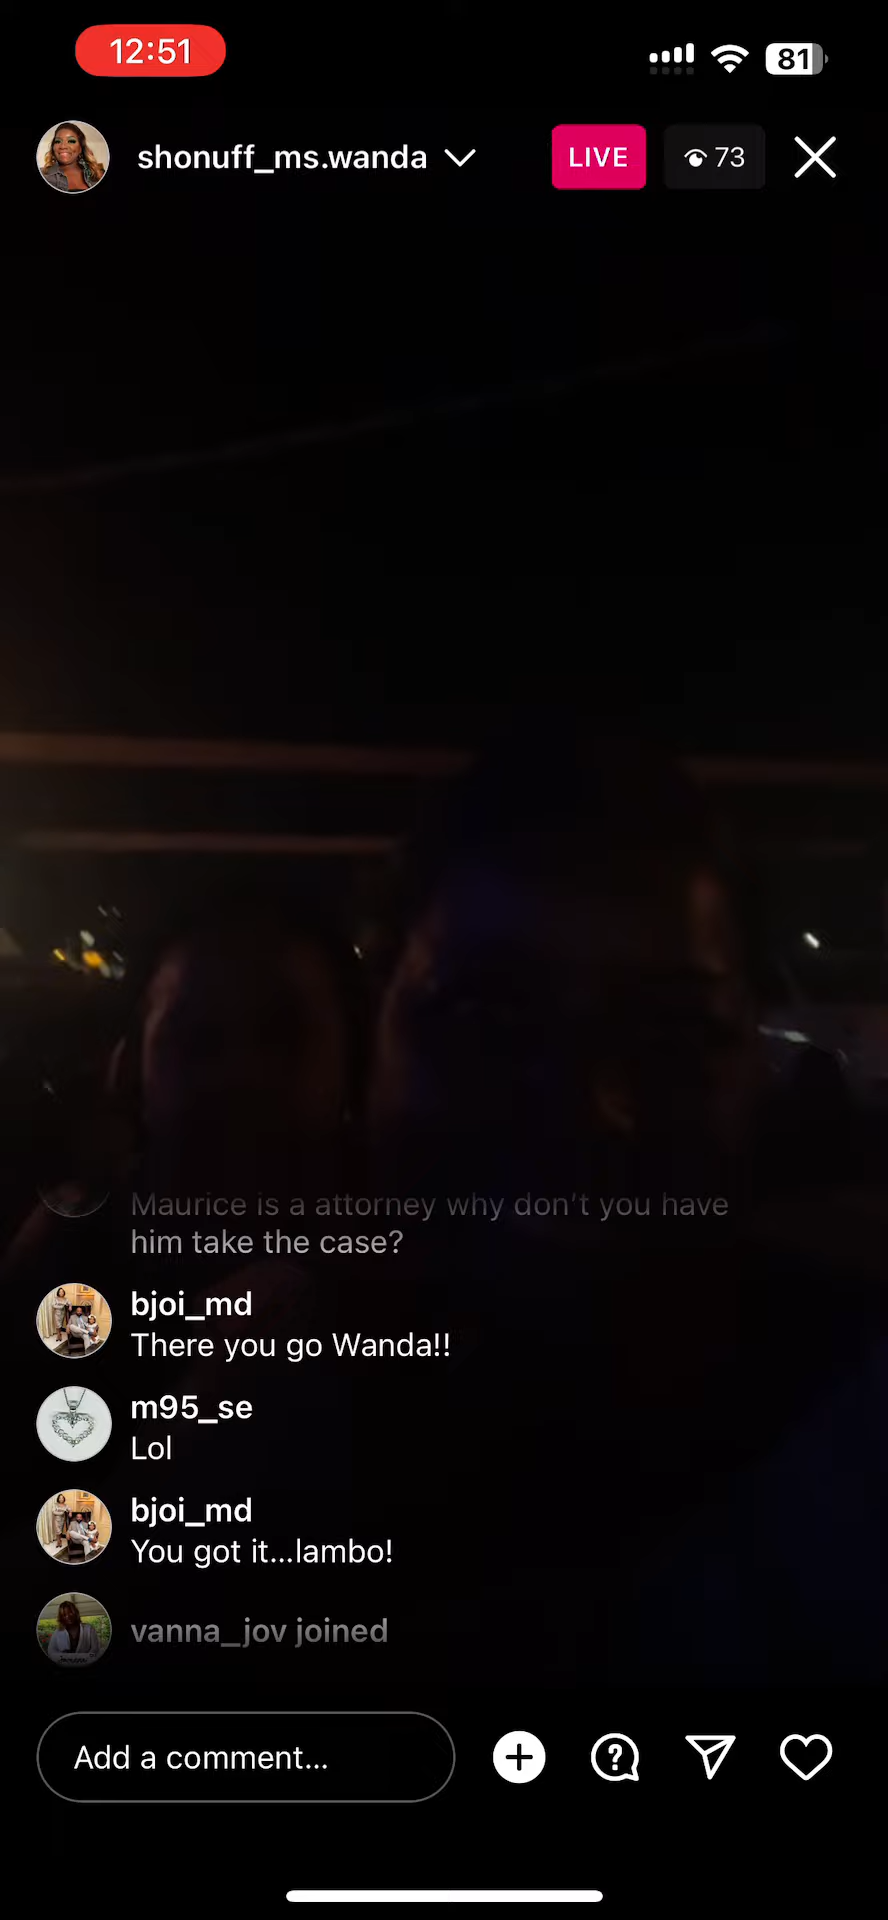 12:51
81
shonuff_ms.wanda
LIVE
73
Maurice is a attorney why don't you have
him take the case?
bjoi_md
There you go Wanda!!
m95_se
Lol
bjoi_md
You got it...lambo!
vanna_jov joined
Add a comment...